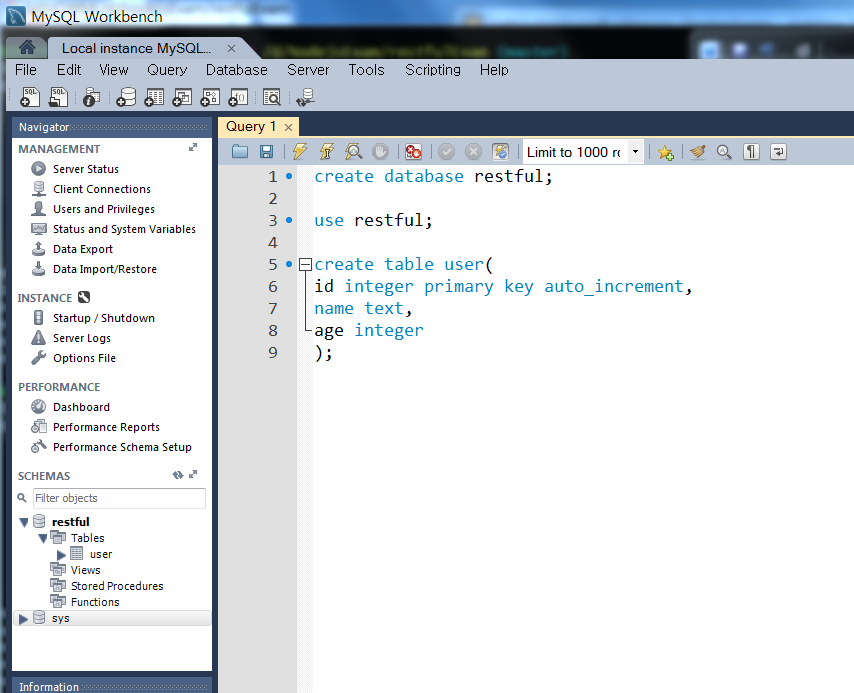 MySQL Workbench
Local instance MySQL...
File Edit View Query Database Server Tools Scripting Help
Navigator
MANAGEMENT
Server Status
Client Connections
Users and Privileges
Status and System Variables
Data Export
Data Import/Restore
INSTANCE
Startup / Shutdown
Server Logs
Options File
PERFORMANCE
Dashboard
Performance Reports
Performance Schema Setup
SCHEMAS
Filter objects
restful
Tables
user
Views
Stored Procedures
Functions
sys
Information
Query 1
Limit to 1000 rc
1 create database restful;
2
3 use restful;
4
5 create table user(
6 id integer primary key auto_increment,
7 name text,
8 age integer
9 );